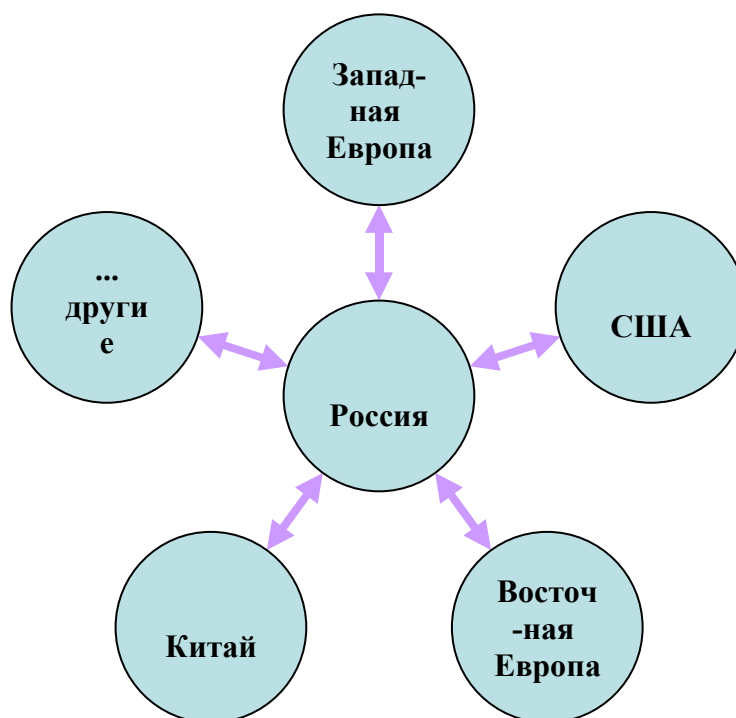 Запад-
ная
Европа
...
други
е
США
Россия
Китай
Восточ
-ная
Европа